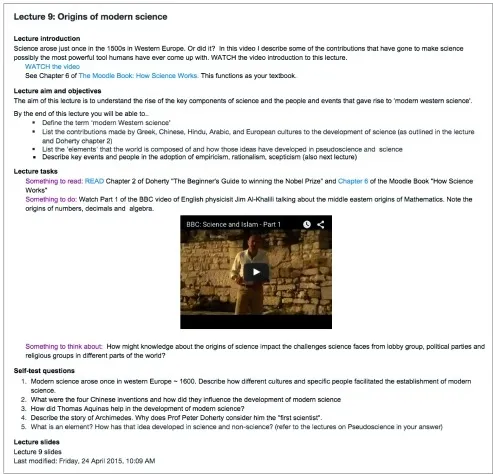 Lecture 9: Origins of modern science
Lecture introduction
Science arose just once in the 1500s in Western Europe. Or did it?  In this video I describe some of the contributions that have gone to make science
possibly the most powerful tool humans have ever come up with. WATCH the video introduction to this lecture.
WATCH the video
See Chapter 6 of The Moodle Book: How Science Works. This functions as your textbook.
Lecture aim and objectives
The aim of this lecture is to understand the rise of the key components of science and the people and events that gave rise to 'modern western science'.
By the end of this lecture you will be able to..
• Define the term 'modern Western science'
• List the contributions made by Greek, Chinese, Hindu, Arabic, and European cultures to the development of science (as outlined in the lecture
and Doherty chapter 2)
• List the 'elements' that the world is composed of and how those ideas have developed in pseudoscience and  science
• Describe key events and people in the adoption of empiricism, rationalism, scepticism (also next lecture)
Lecture tasks
Something to read: READ Chapter 2 of Doherty "The Beginner's Guide to winning the Nobel Prize" and Chapter 6 of the Moodle Book "How Science
Works"
Something to do: Watch Part 1 of the BBC video of English physicisit Jim Al-Khalili talking about the middle eastern origins of Mathematics. Note the
origins of numbers, decimals and  algebra.
BBC: Science and Islam - Part 1
Something to think about:  How might knowledge about the origins of science impact the challenges science faces from lobby group, political parties and
religious groups in different parts of the world?
Self-test questions
1. Modern science arose once in western Europe ~ 1600. Describe how different cultures and specific people facilitated the establishment of modern
science.
2. What were the four Chinese inventions and how did they influence the development of modern science
3. How did Thomas Aquinas help in the development of modern science?
4. Describe the story of Archimedes. Why does Prof Peter Doherty consider him the "first scientist".
5. What is an element? How has that idea developed in science and non-science? (refer to the lectures on Pseudoscience in your answer)
Lecture slides
Lecture 9 slides
Last modified: Friday, 24 April 2015, 10:09 AM